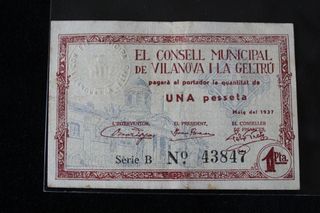 EL CONSELL MUNICIPAL
DE VILANOVA I LA GELTRÚ
pagarà al portador la quantitat de
UNA pesseta
Maig del 1937
L'INTERVENTOR, EL PRESIDENT, EL CONSELLER
DE FINANCES,
Sèrie B Nº 43847
1 Pta.